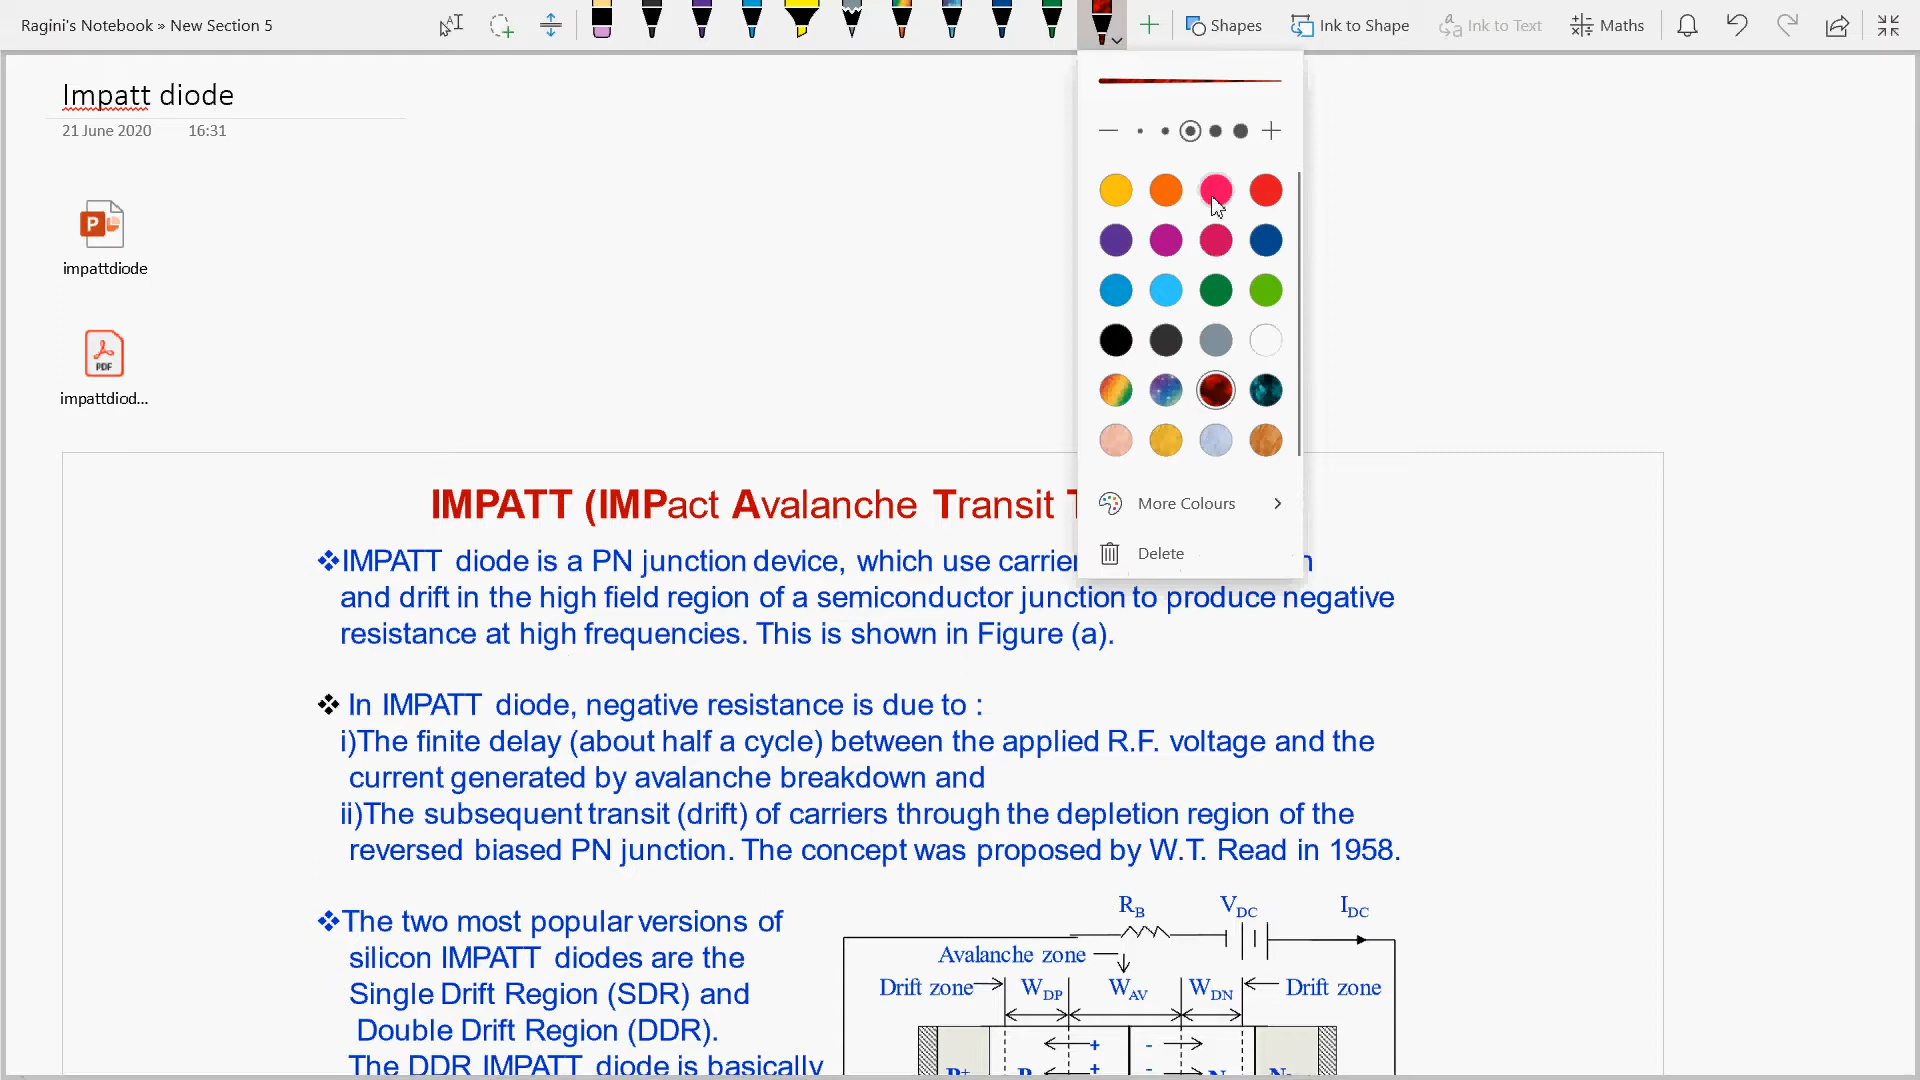 Ragini's Notebook » New Section 5
Shapes
Ink to Shape
Ink to Text
Maths
Impatt diode
21 June 2020 16:31
impattdiode
PDF
impattdiod...
More Colours
Delete
IMPATT (IMPact Avalanche Transit
❖IMPATT diode is a PN junction device, which use
and drift in the high field region of a semiconductor junction to produce negative
resistance at high frequencies. This is shown in Figure (a).
❖ In IMPATT diode, negative resistance is due to :
i)The finite delay (about half a cycle) between the applied R.F. voltage and the
current generated by avalanche breakdown and
ii)The subsequent transit (drift) of carriers through the depletion region of the
reversed biased PN junction. The concept was proposed by W.T. Read in 1958.
❖The two most popular versions of
silicon IMPATT diodes are the
Single Drift Region (SDR) and
Double Drift Region (DDR).
The DDR IMPATT diode is basically
RB VDC IDC
Avalanche zone
Drift zone WDP WAV WDN Drift zone
+ -
+ -